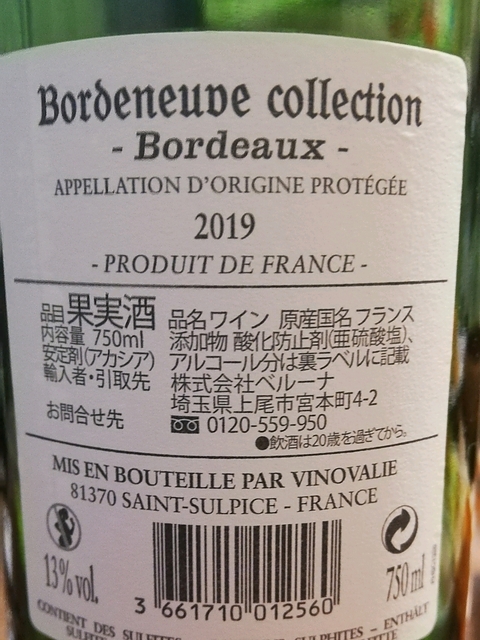 Bordeneuve collection
- Bordeaux -
APPELLATION D'ORIGINE PROTÉGÉE
2019
- PRODUIT DE FRANCE -
品目 果実酒 品名 ワイン 原産国名 フランス
内容量 750ml 添加物 酸化防止剤(亜硫酸塩)、
安定剤(アカシア) アルコール分は裏ラベルに記載
輸入者・引取先 株式会社ベルーナ
埼玉県上尾市宮本町4-2
お問合せ先 0120-559-950
●飲酒は20歳を過ぎてから。
MIS EN BOUTEILLE PAR VINOVALIE
81370 SAINT-SULPICE - FRANCE
13% vol. 750 ml
3 661710 012560
CONTIENT DES SULFITES SULPHITES - ENTHÄLT